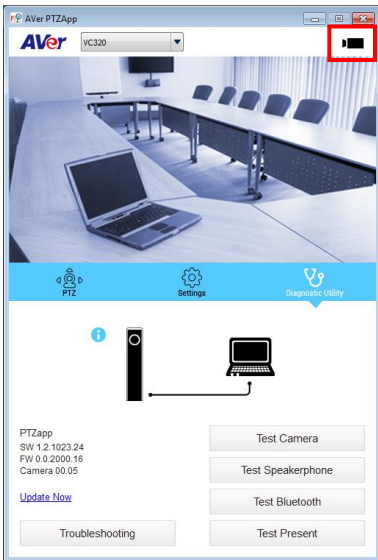 AVer PTZApp
AVer
VC320
PTZ
Settings
Diagnostic Utility
i
PTZapp
SW 1.2.1023.24
FW 0.0.2000.16
Camera 00.05
Update Now
Test Camera
Test Speakerphone
Test Bluetooth
Troubleshooting
Test Present